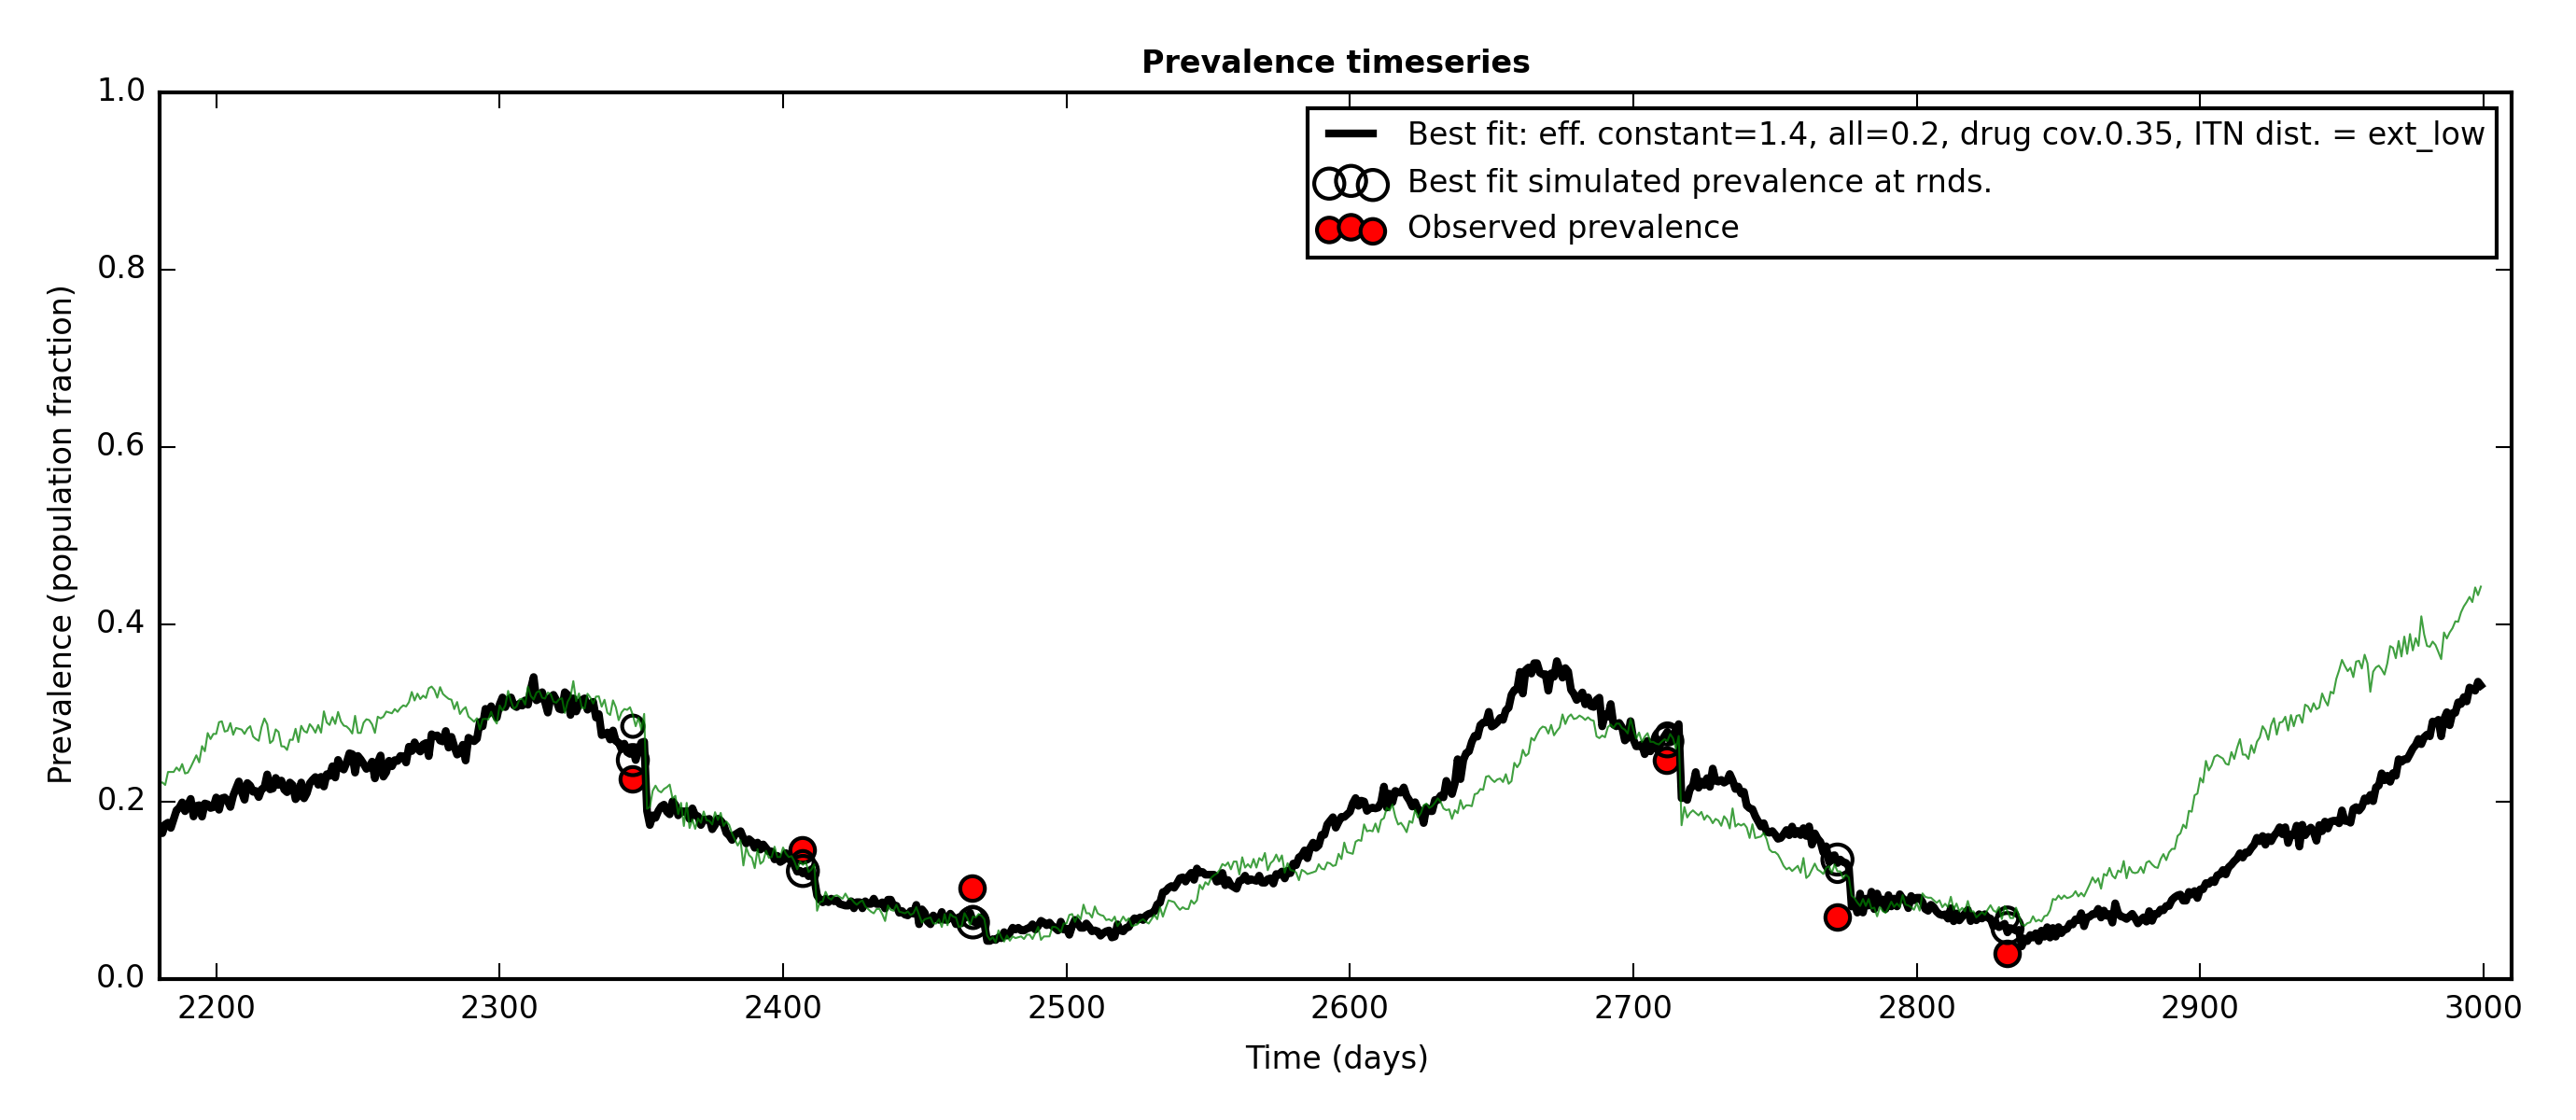 Prevalence timeseries
Best fit: eff. constant=1.4, all=0.2, drug cov.0.35, ITN dist. = ext_low
Best fit simulated prevalence at rnds.
Observed prevalence
Prevalence (population fraction)
1.0
0.8
0.6
0.4
0.2
0.0
2200 2300 2400 2500 2600 2700 2800 2900 3000
Time (days)